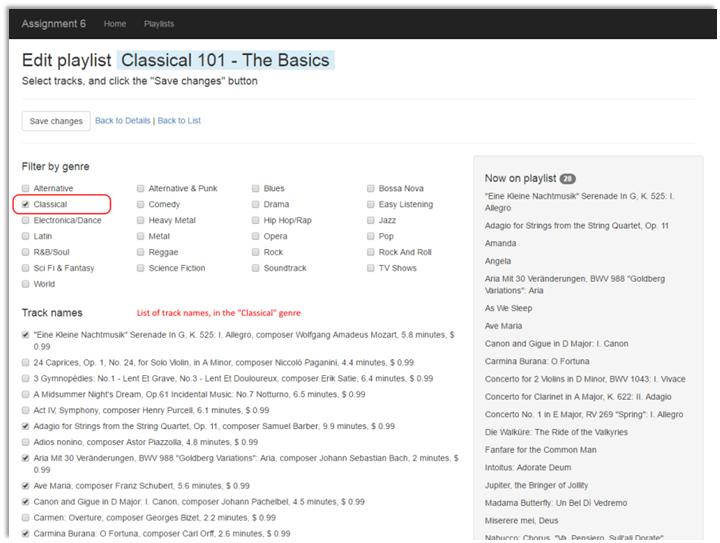 Assignment 6 Home Playlists
Edit playlist Classical 101 - The Basics
Select tracks, and click the "Save changes" button
Save changes Back to Details | Back to List
Filter by genre
Alternative Alternative & Punk Blues Bossa Nova
Classical Comedy Drama Easy Listening
Electronica/Dance Heavy Metal Hip Hop/Rap Jazz
Latin Metal Opera Pop
R&B/Soul Reggae Rock Rock And Roll
Sci Fi & Fantasy Science Fiction Soundtrack TV Shows
World
Track names List of track names, in the "Classical" genre
"Eine Kleine Nachtmusik" Serenade In G, K. 525: I. Allegro, composer Wolfgang Amadeus Mozart, 5.8 minutes, $
0.99
24 Caprices, Op. 1, No. 24, for Solo Violin, in A Minor, composer Niccolò Paganini, 4.4 minutes, $ 0.99
3 Gymnopédies: No.1 - Lent Et Grave, No.3 - Lent Et Douloureux, composer Erik Satie, 6.4 minutes, $ 0.99
A Midsummer Night's Dream, Op.61 Incidental Music: No.7 Notturno, 6.5 minutes, $ 0.99
Act IV, Symphony, composer Henry Purcell, 6.1 minutes, $ 0.99
Adagio for Strings from the String Quartet, Op. 11, composer Samuel Barber, 9.9 minutes, $ 0.99
Adios nonino, composer Astor Piazzolla, 4.8 minutes, $ 0.99
Aria Mit 30 Veränderungen, BWV 988 "Goldberg Variations": Aria, composer Johann Sebastian Bach, 2 minutes, $
0.99
Ave Maria, composer Franz Schubert, 5.6 minutes, $ 0.99
Canon and Gigue in D Major: I. Canon, composer Johann Pachelbel, 4.5 minutes, $ 0.99
Carmen: Overture, composer Georges Bizet, 2.2 minutes, $ 0.99
Carmina Burana: O Fortuna, composer Carl Orff, 2.6 minutes, $ 0.99
Now on playlist 28
"Eine Kleine Nachtmusik" Serenade In G, K. 525: I.
Allegro
Adagio for Strings from the String Quartet, Op. 11
Amanda
Angela
Aria Mit 30 Veränderungen, BWV 988 "Goldberg
Variations": Aria
As We Sleep
Ave Maria
Canon and Gigue in D Major: I. Canon
Carmina Burana: O Fortuna
Concerto for 2 Violins in D Minor, BWV 1043: I. Vivace
Concerto for Clarinet in A Major, K. 622: II. Adagio
Concerto No. 1 in E Major, RV 269 "Spring": I. Allegro
Die Walküre: The Ride of the Valkyries
Fanfare for the Common Man
Intoitus: Adorate Deum
Jupiter, the Bringer of Jollity
Madama Butterfly: Un Bel Dì Vedremo
Miserere mei, Deus
Nabucco: Chorus, "Va, Pensiero, Sull'ali Dorate"